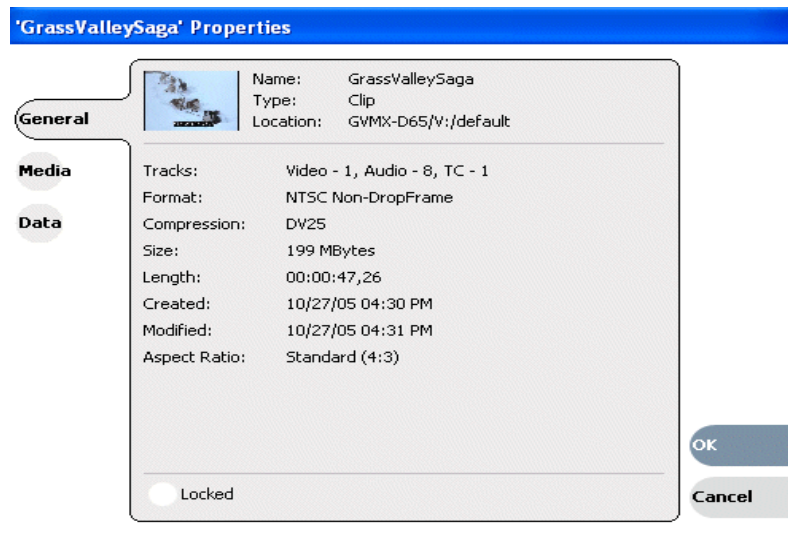 'GrassValleySaga' Properties
General
Media
Data
Name: GrassValleySaga
Type: Clip
Location: GVMX-D65/V:/default
Tracks: Video - 1, Audio - 8, TC - 1
Format: NTSC Non-DropFrame
Compression: DV25
Size: 199 MBytes
Length: 00:00:47,26
Created: 10/27/05 04:30 PM
Modified: 10/27/05 04:31 PM
Aspect Ratio: Standard (4:3)
Locked
OK
Cancel